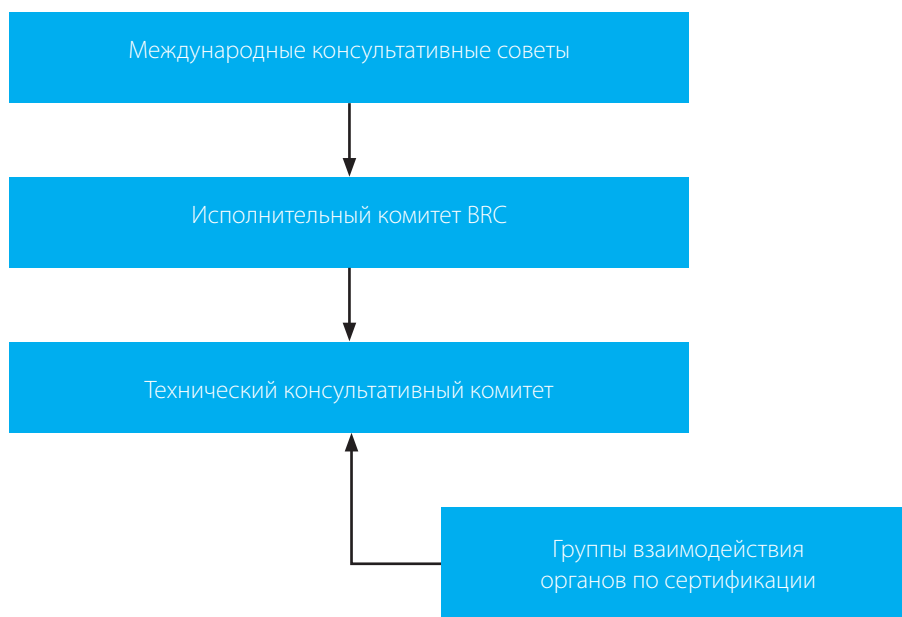 Международные консультативные советы
Исполнительный комитет BRC
Технический консультативный комитет
Группы взаимодействия
органов по сертификации